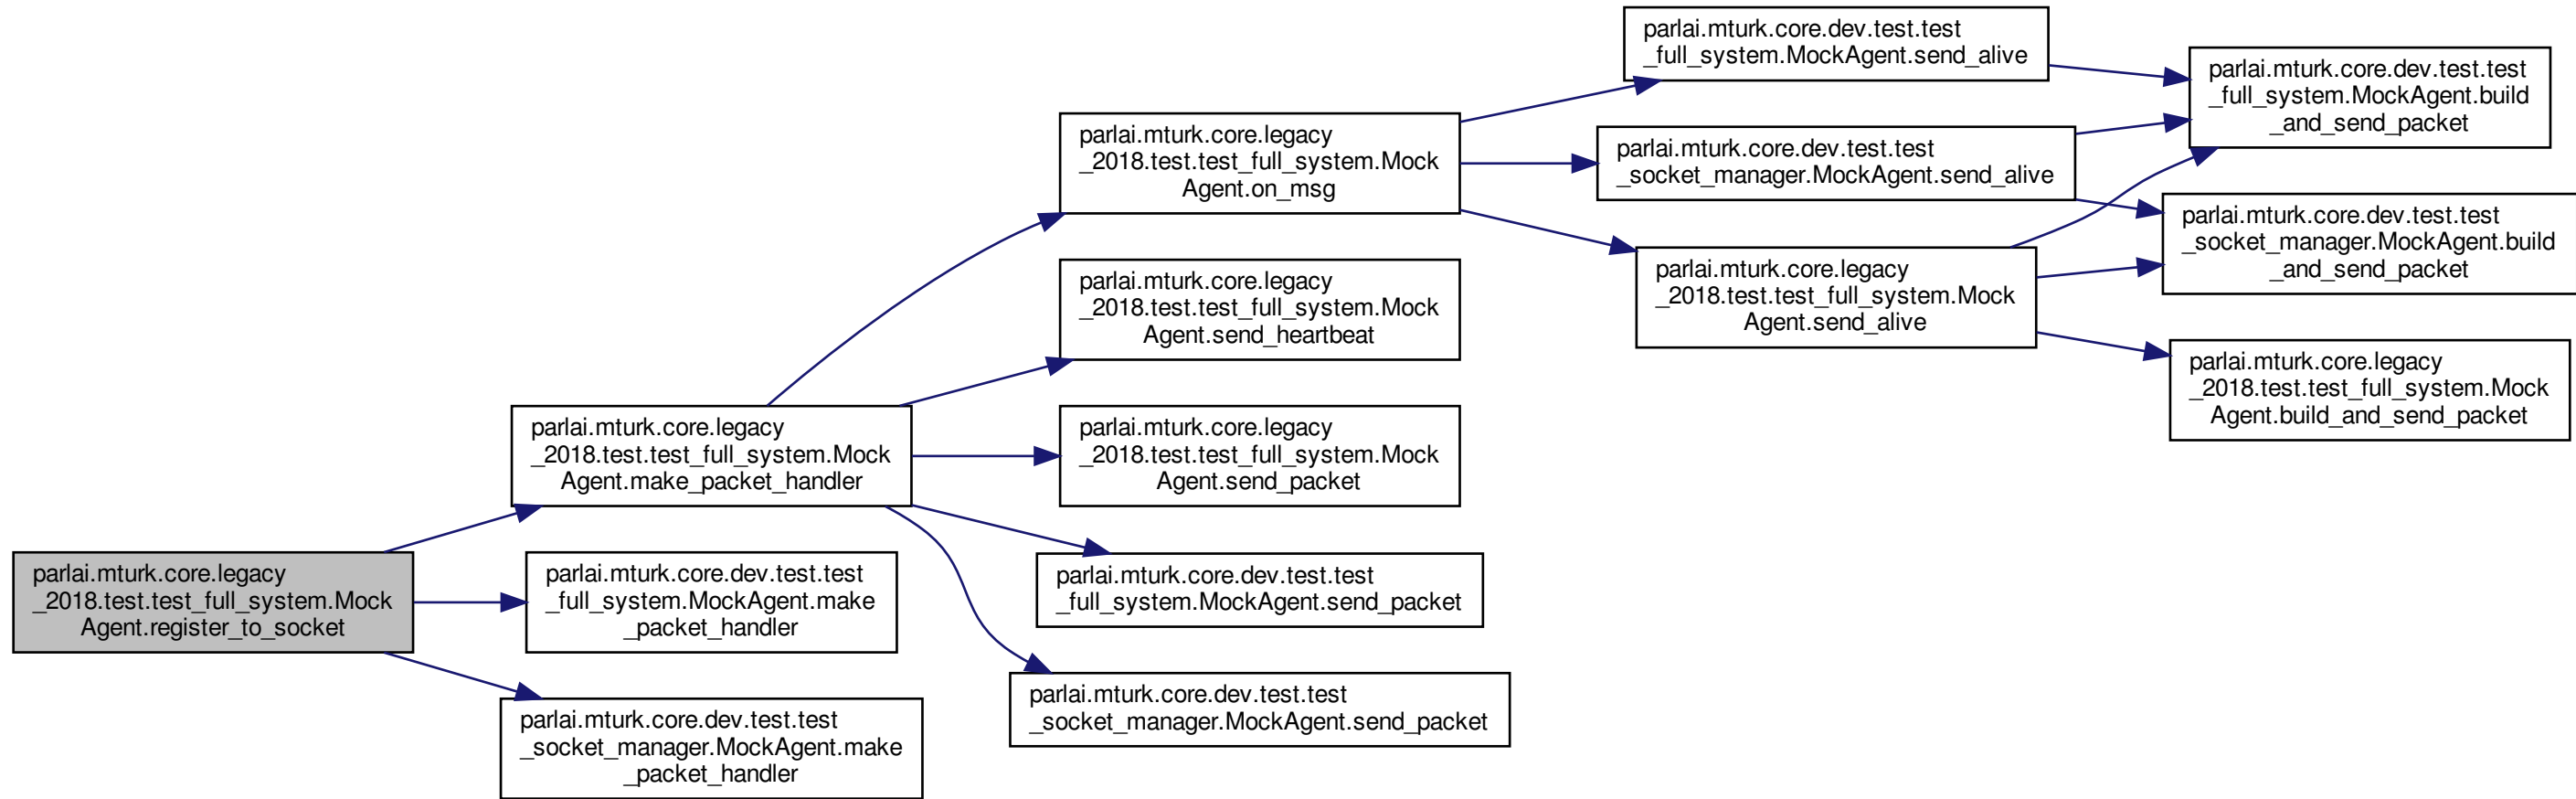 parlai.mturk.core.legacy
_2018.test.test_full_system.Mock
Agent.register_to_socket
parlai.mturk.core.legacy
_2018.test.test_full_system.Mock
Agent.make_packet_handler
parlai.mturk.core.dev.test.test
_full_system.MockAgent.make
_packet_handler
parlai.mturk.core.dev.test.test
_socket_manager.MockAgent.make
_packet_handler
parlai.mturk.core.legacy
_2018.test.test_full_system.Mock
Agent.on_msg
parlai.mturk.core.legacy
_2018.test.test_full_system.Mock
Agent.send_heartbeat
parlai.mturk.core.legacy
_2018.test.test_full_system.Mock
Agent.send_packet
parlai.mturk.core.dev.test.test
_full_system.MockAgent.send_packet
parlai.mturk.core.dev.test.test
_socket_manager.MockAgent.send_packet
parlai.mturk.core.dev.test.test
_full_system.MockAgent.send_alive
parlai.mturk.core.dev.test.test
_socket_manager.MockAgent.send_alive
parlai.mturk.core.legacy
_2018.test.test_full_system.Mock
Agent.send_alive
parlai.mturk.core.dev.test.test
_full_system.MockAgent.build
_and_send_packet
parlai.mturk.core.dev.test.test
_socket_manager.MockAgent.build
_and_send_packet
parlai.mturk.core.legacy
_2018.test.test_full_system.Mock
Agent.build_and_send_packet